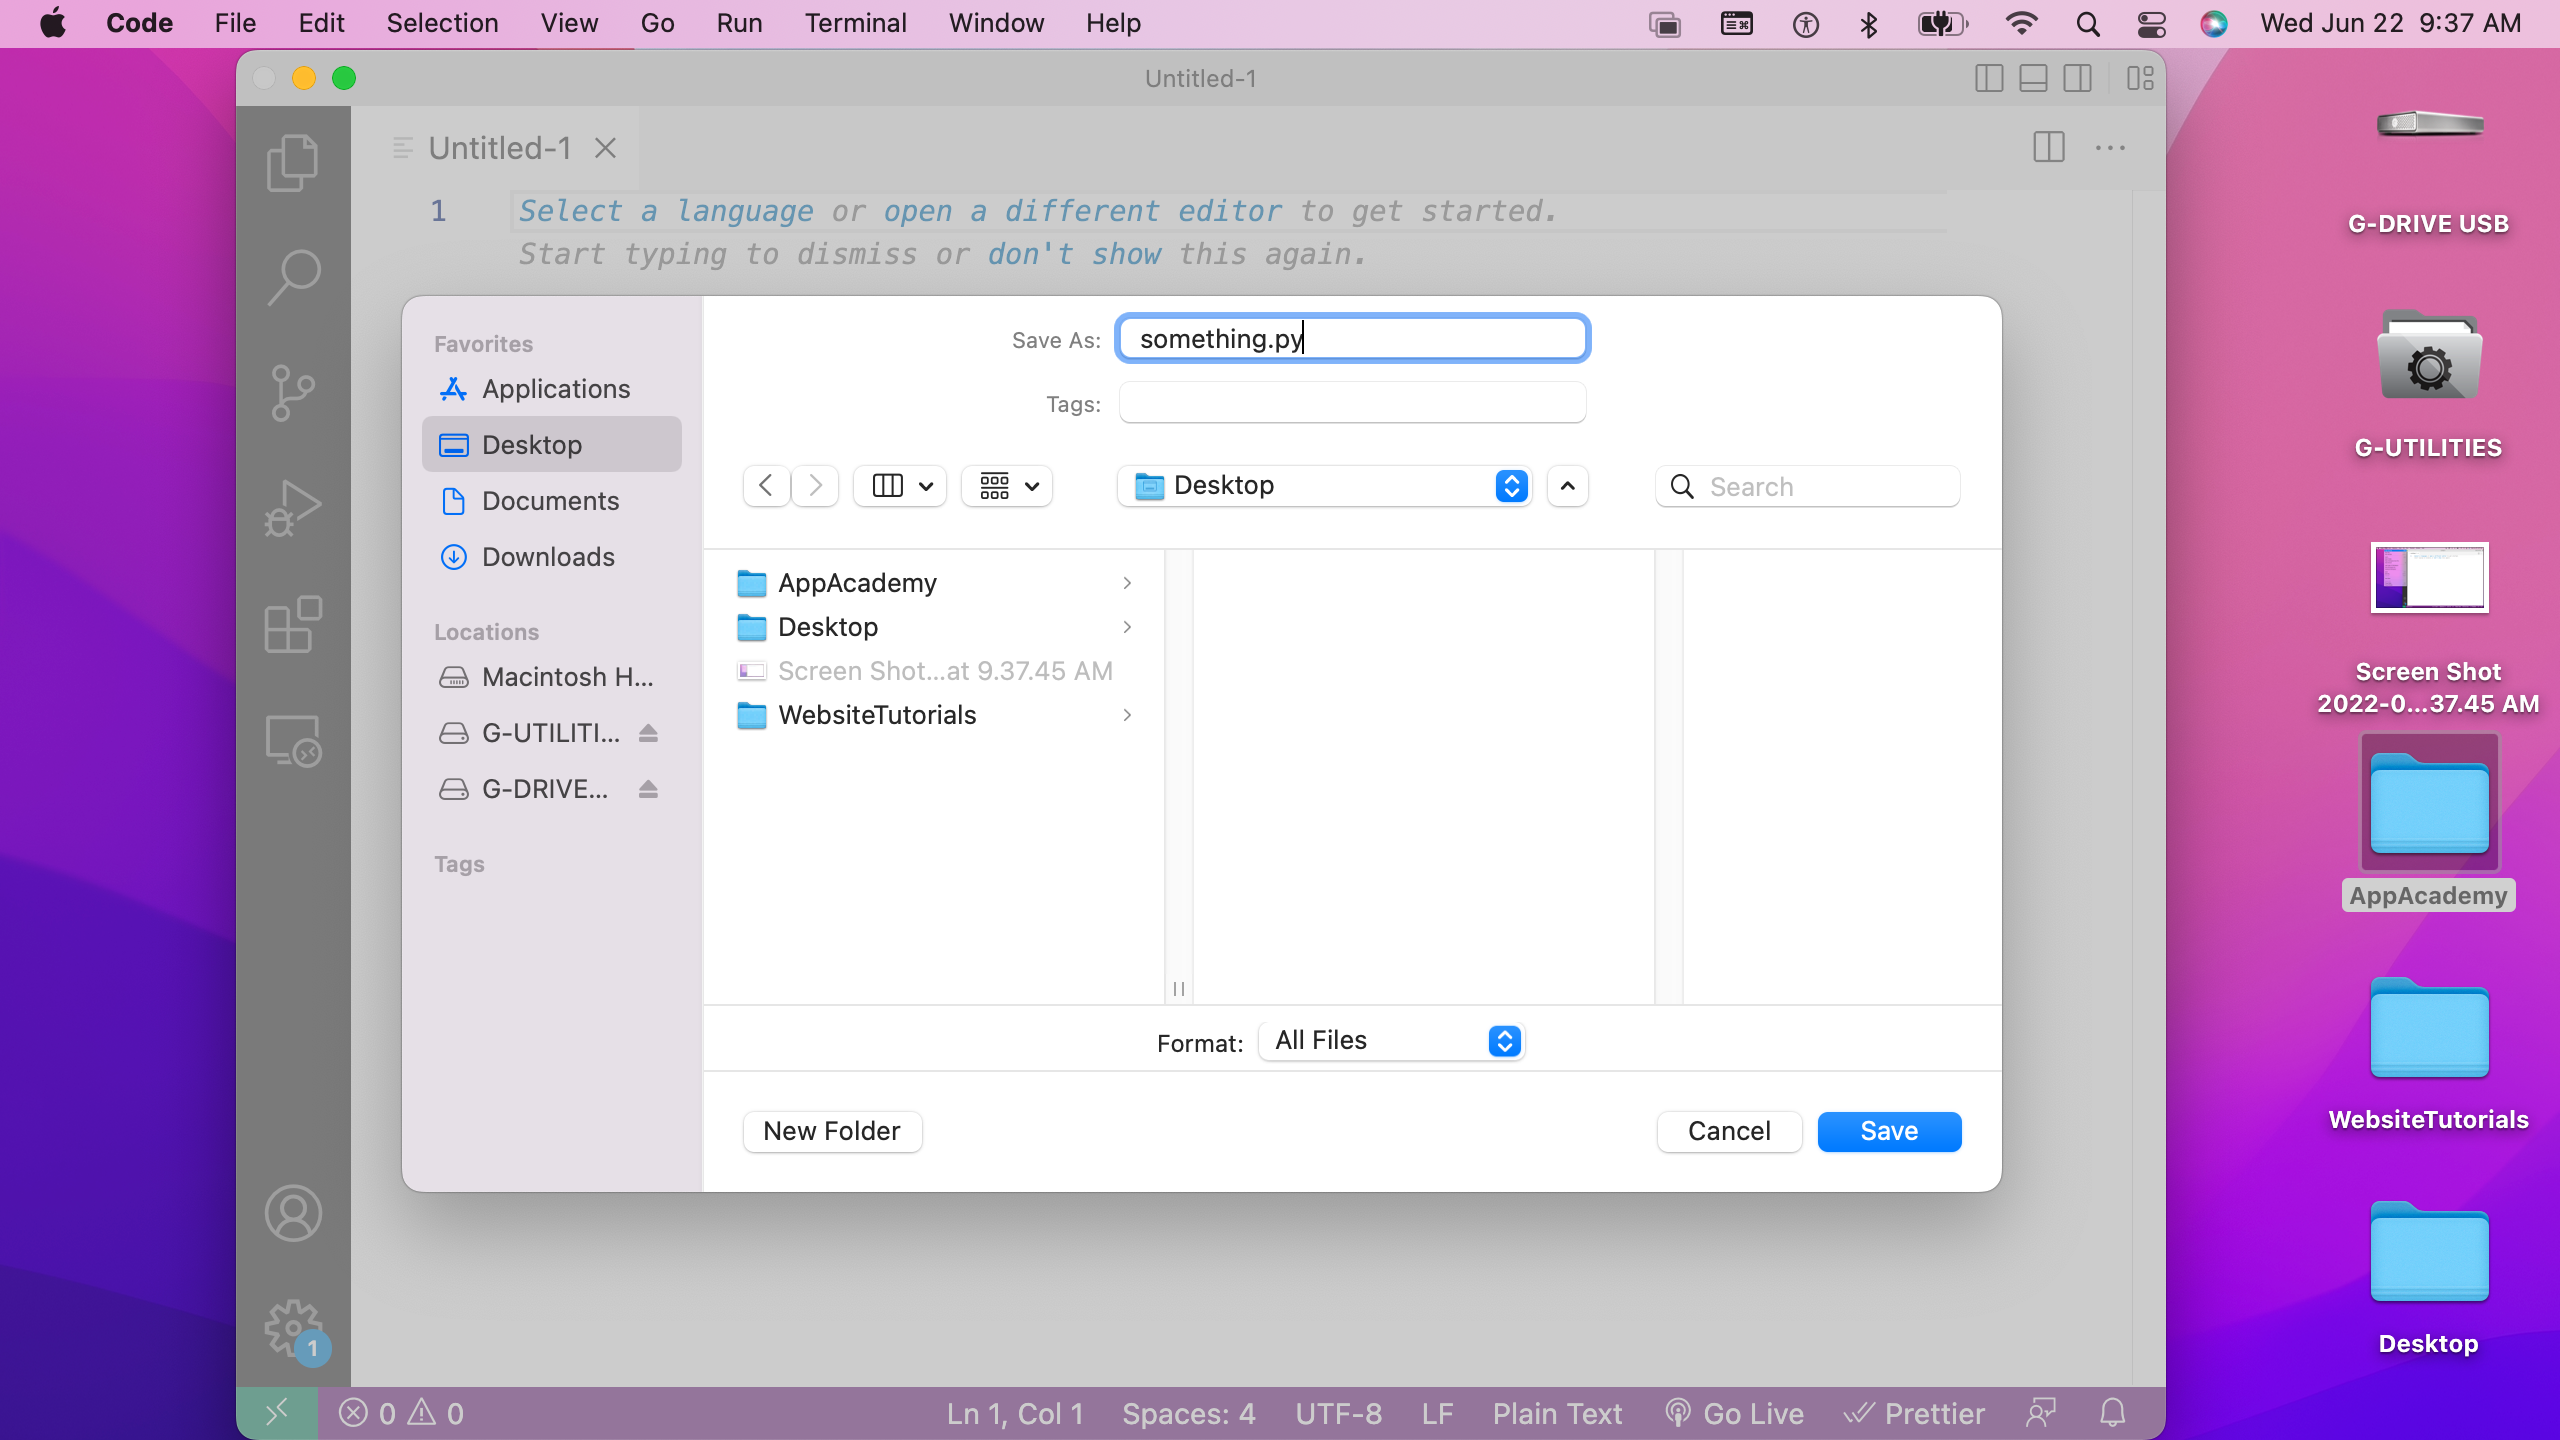 Code File Edit Selection View Go Run Terminal Window Help Wed Jun 22 9:37 AM
Untitled-1
Untitled-1
1 Select a language or open a different editor to get started.
Start typing to dismiss or don't show this again.
Favorites
Applications
Desktop
Documents
Downloads
Locations
Macintosh H...
G-UTILITI...
G-DRIVE...
Tags
Save As: something.py
Tags:
Desktop
Search
AppAcademy
Desktop
Screen Shot...at 9.37.45 AM
WebsiteTutorials
Format: All Files
New Folder Cancel Save
1
0 0 Ln 1, Col 1 Spaces: 4 UTF-8 LF Plain Text Go Live Prettier
G-DRIVE USB
G-UTILITIES
Screen Shot
2022-0...37.45 AM
AppAcademy
WebsiteTutorials
Desktop